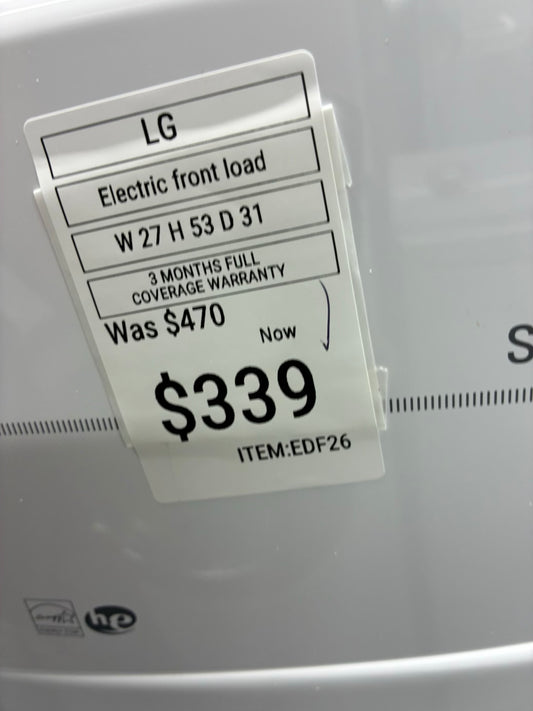 LG
Electric front load
W 27 H 53 D 31
3 MONTHS FULL
COVERAGE WARRANTY
Was $470
Now
$339
ITEM:EDF26
S
he